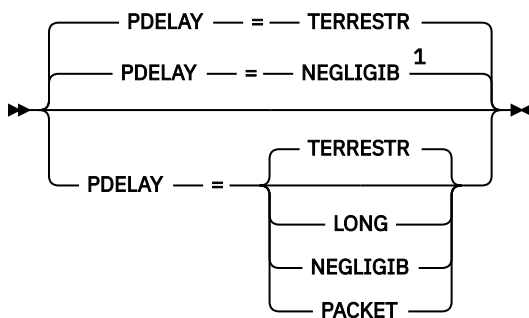 PDELAY = TERRESTR
PDELAY = NEGLIGIB 1
TERRESTR
PDELAY =
LONG
NEGLIGIB
PACKET